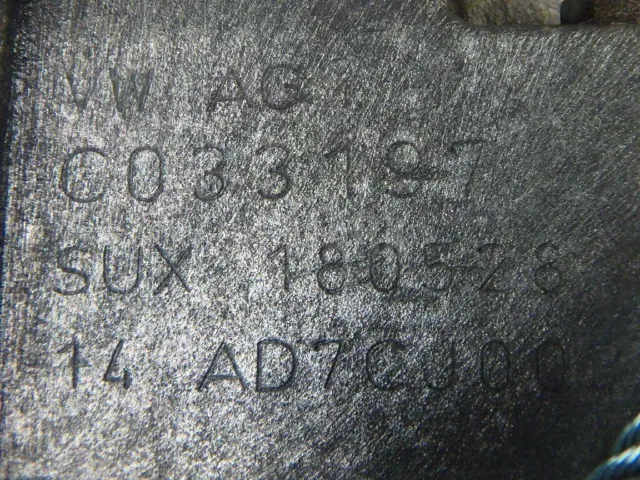 VW AG
C033197
SUX 180528
14 AD7CJ00